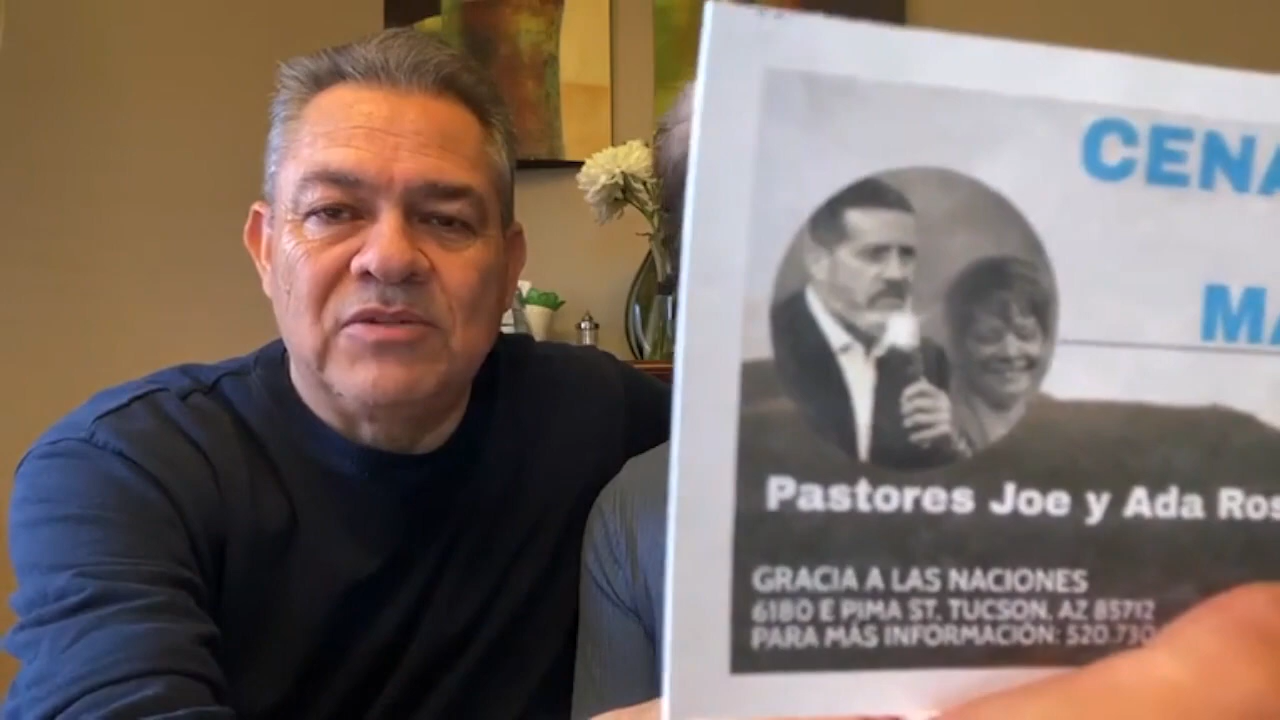 CENA
MA
Pastores Joe y Ada Ros
GRACIA A LAS NACIONES
6180 E PIMA ST. TUCSON, AZ 85712
PARA MÁS INFORMACIÓN: 520.730